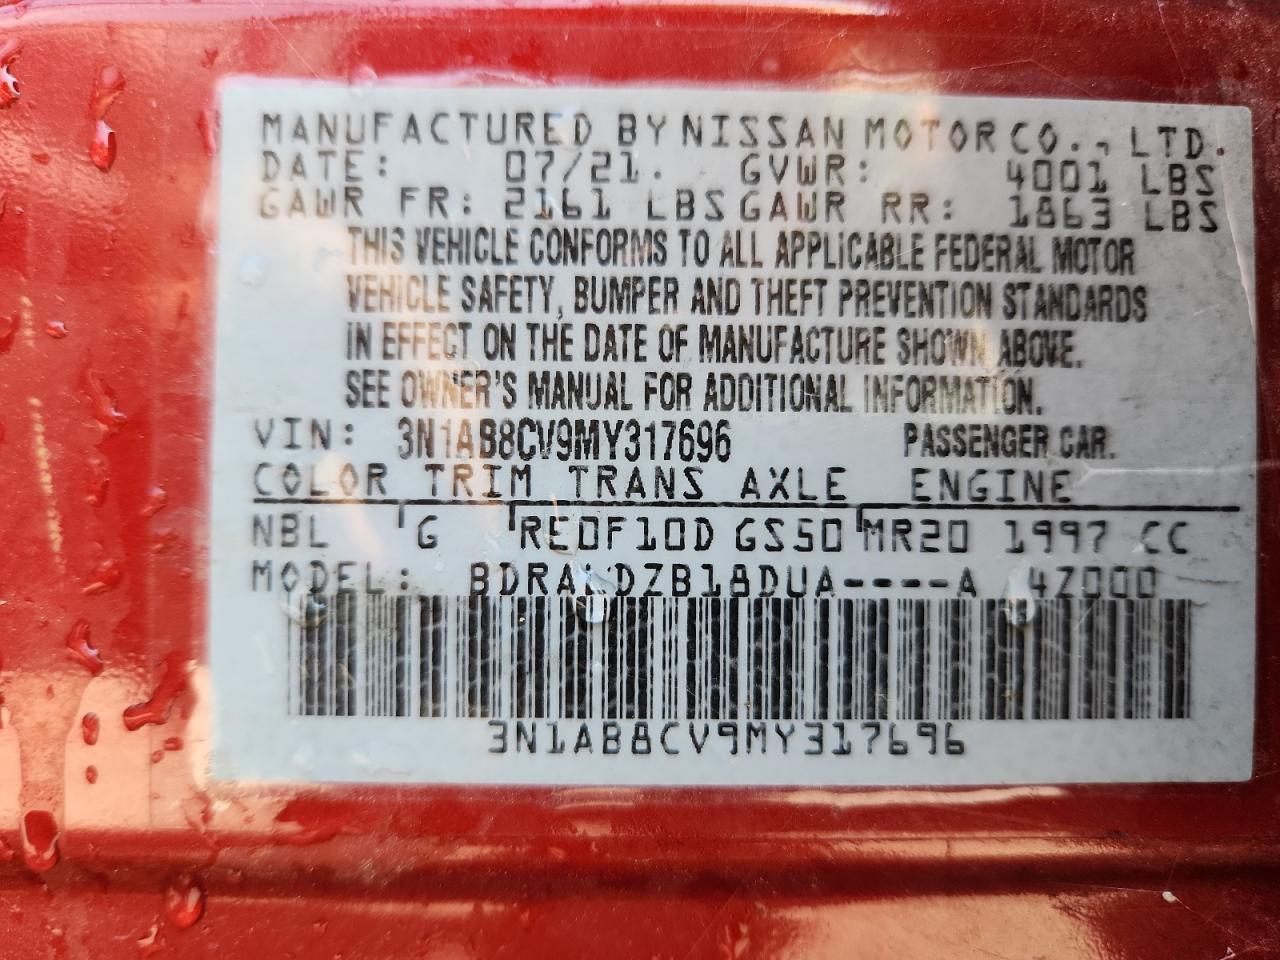 MANUFACTURED BY NISSAN MOTOR CO., LTD.
DATE: 07/21. GVWR: 4001 LBS
GAWR FR: 2161 LBS GAWR RR: 1863 LBS
THIS VEHICLE CONFORMS TO ALL APPLICABLE FEDERAL MOTOR
VEHICLE SAFETY, BUMPER AND THEFT PREVENTION STANDARDS
IN EFFECT ON THE DATE OF MANUFACTURE SHOWN ABOVE.
SEE OWNER'S MANUAL FOR ADDITIONAL INFORMATION.
VIN: 3N1AB8CV9MY317696 PASSENGER CAR.
COLOR TRIM TRANS AXLE ENGINE
NBL G RE0F10D GS50 MR20 1997 CC
MODEL: BDRALDZB18DUA----A 4Z000
3N1AB8CV9MY317696